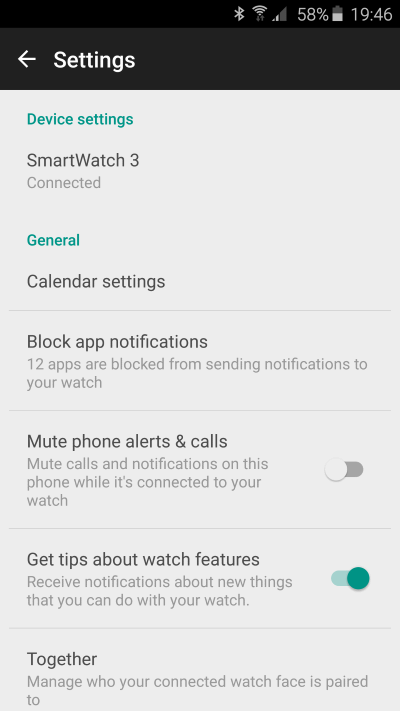 58% 19:46
Settings
Device settings
SmartWatch 3
Connected
General
Calendar settings
Block app notifications
12 apps are blocked from sending notifications to
your watch
Mute phone alerts & calls
Mute calls and notifications on this
phone while it's connected to your
watch
Get tips about watch features
Receive notifications about new things
that you can do with your watch.
Together
Manage who your connected watch face is paired
to